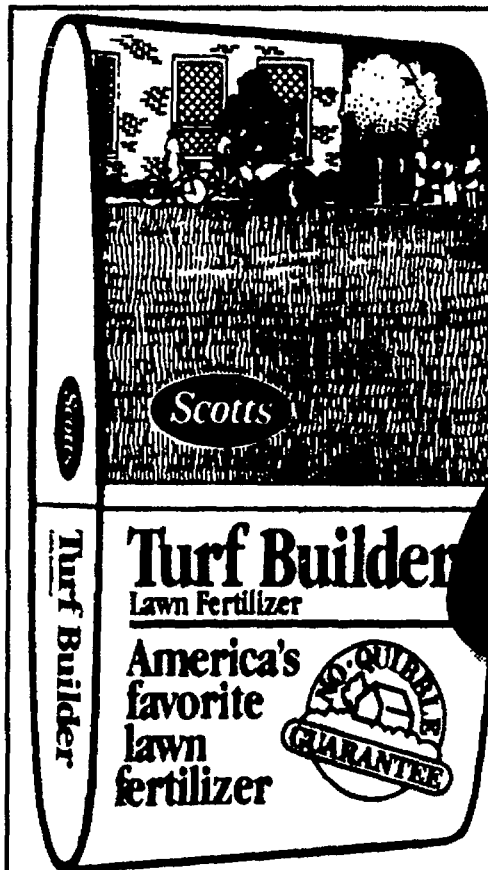 Scotts
Turf Builder
Scotts
Turf Builder
Lawn Fertilizer
America's
favorite
lawn
fertilizer
NO-QUIBBLE
GUARANTEE